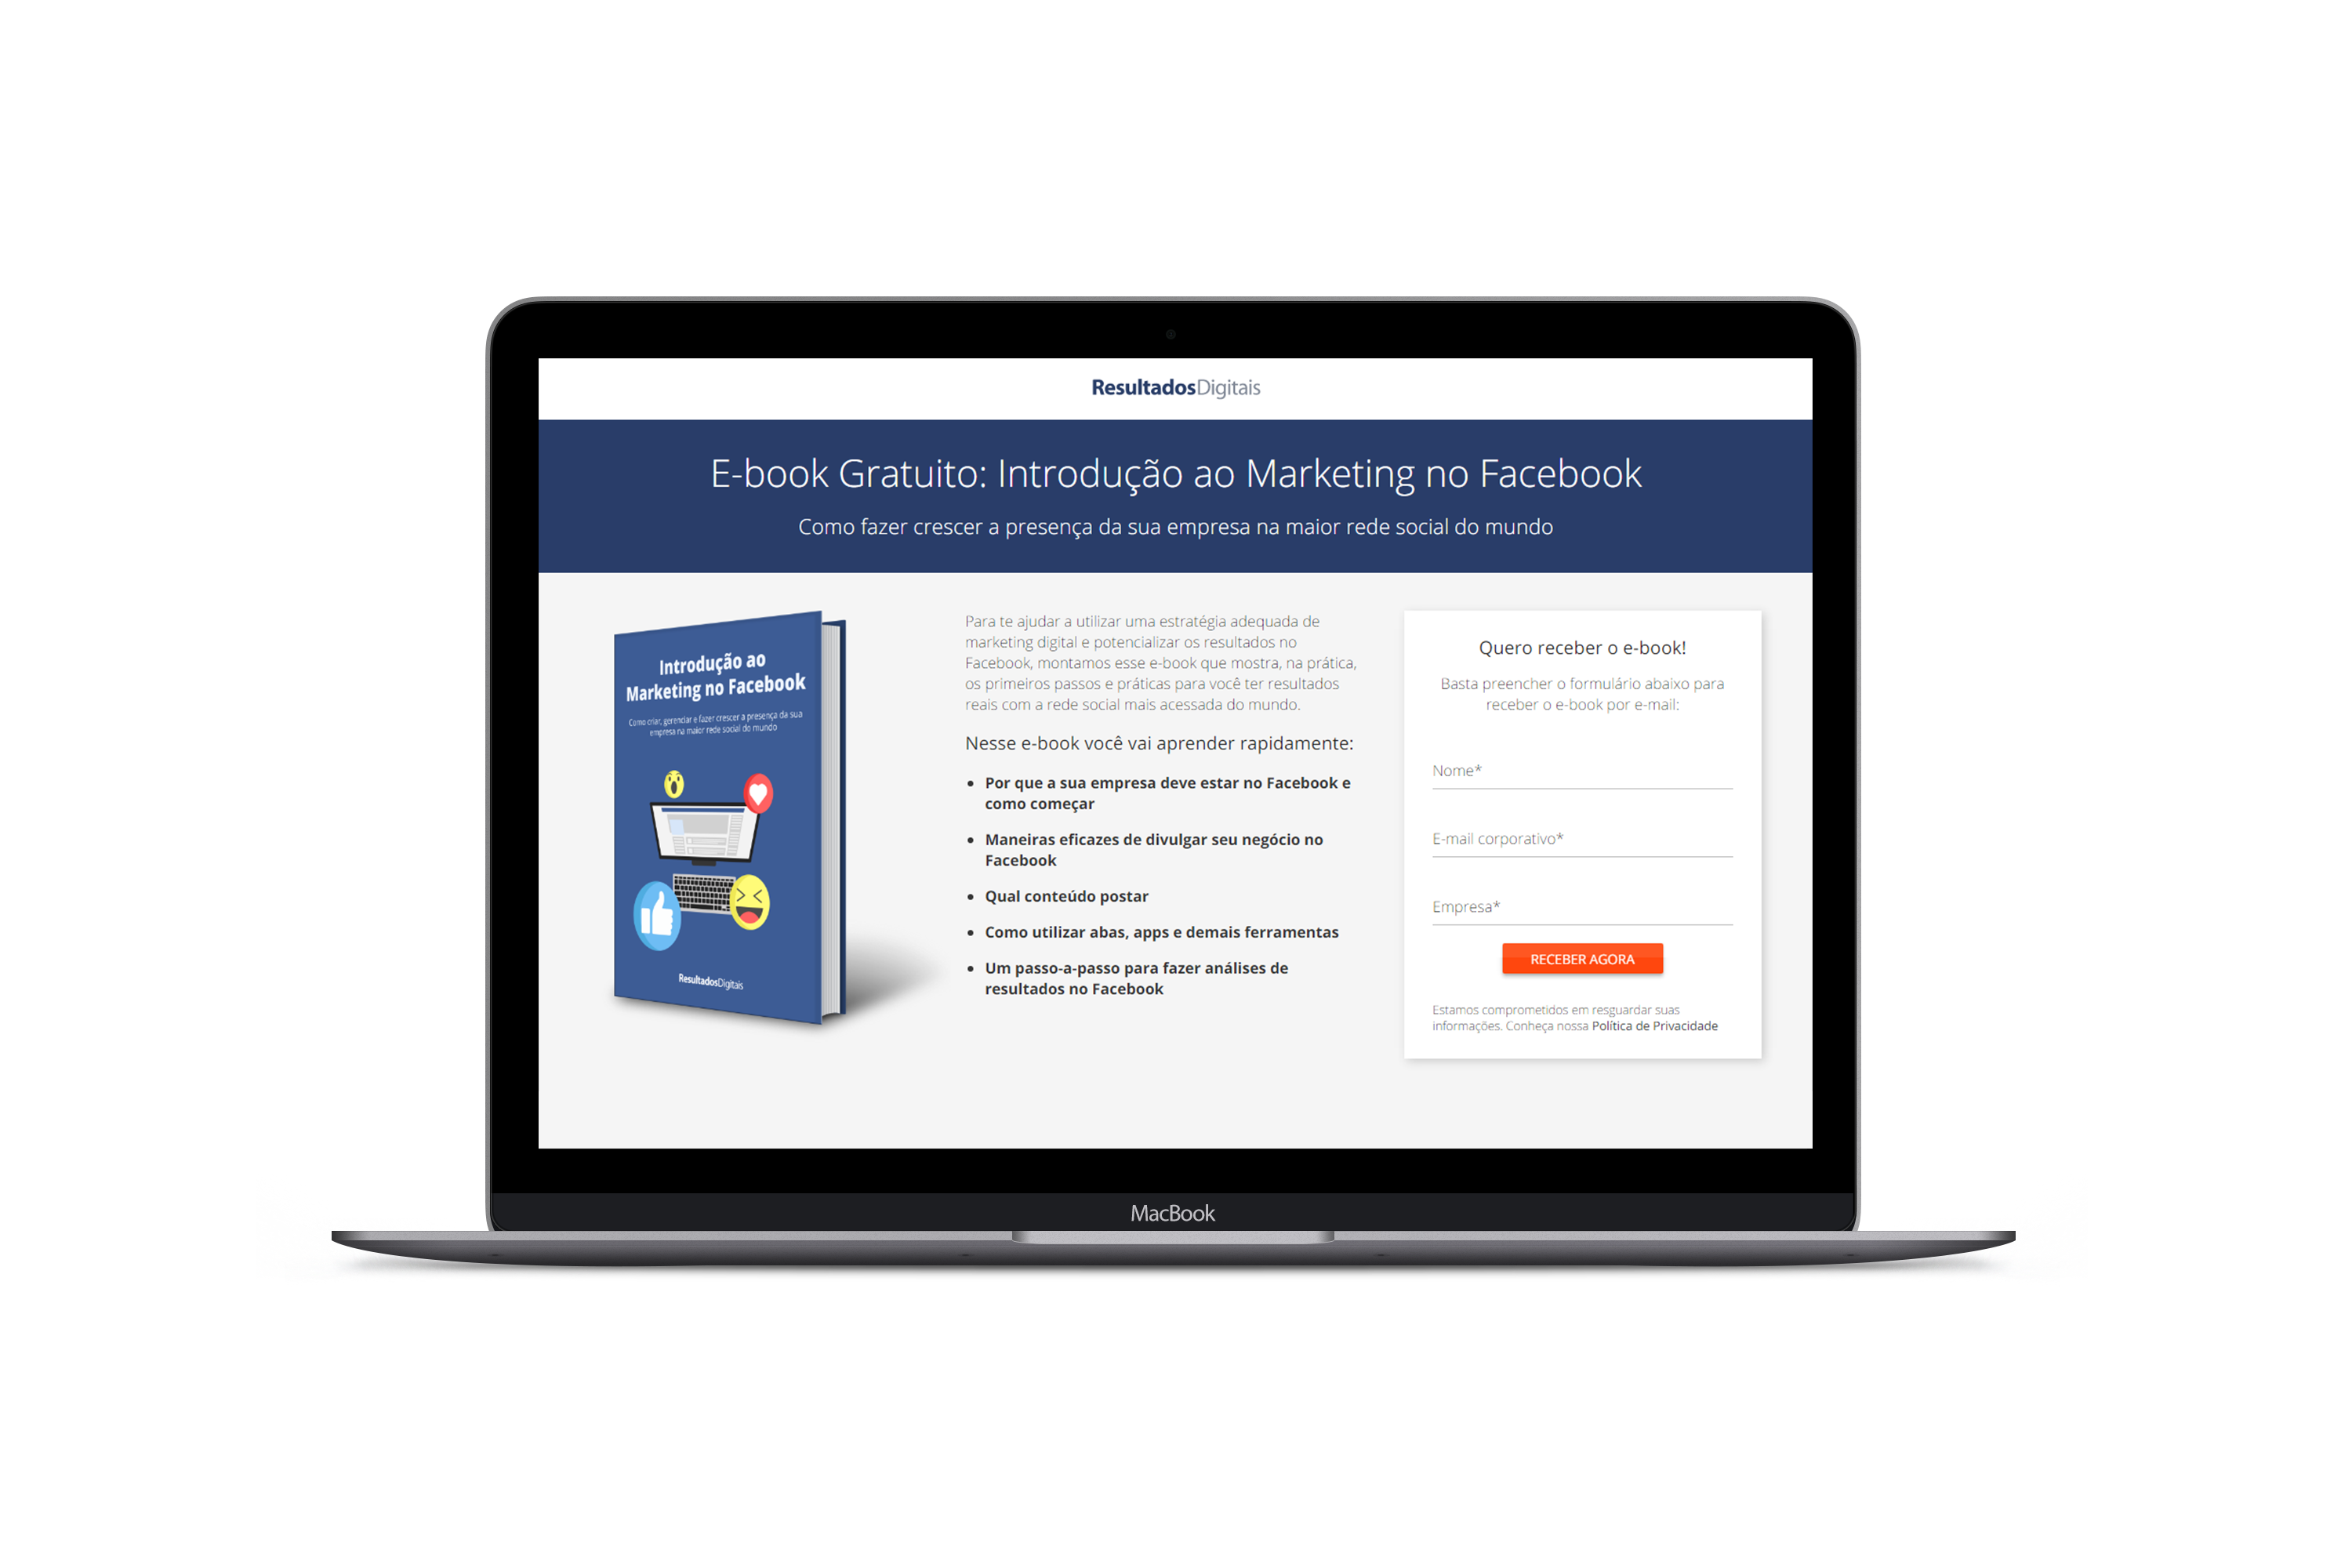 ResultadosDigitais
E-book Gratuito: Introdução ao Marketing no Facebook
Como fazer crescer a presença da sua empresa na maior rede social do mundo
Introdução ao
Marketing no Facebook
Como criar, gerenciar e fazer crescer a presença da sua
empresa na maior rede social do mundo
ResultadosDigitais
Para te ajudar a utilizar uma estratégia adequada de
marketing digital e potencializar os resultados no
Facebook, montamos esse e-book que mostra, na prática,
os primeiros passos e práticas para você ter resultados
reais com a rede social mais acessada do mundo.
Nesse e-book você vai aprender rapidamente:
• Por que a sua empresa deve estar no Facebook e
como começar
• Maneiras eficazes de divulgar seu negócio no
Facebook
• Qual conteúdo postar
• Como utilizar abas, apps e demais ferramentas
• Um passo-a-passo para fazer análises de
resultados no Facebook
Quero receber o e-book!
Basta preencher o formulário abaixo para
receber o e-book por e-mail:
Nome*
E-mail corporativo*
Empresa*
RECEBER AGORA
Estamos comprometidos em resguardar suas
informações. Conheça nossa Política de Privacidade
MacBook